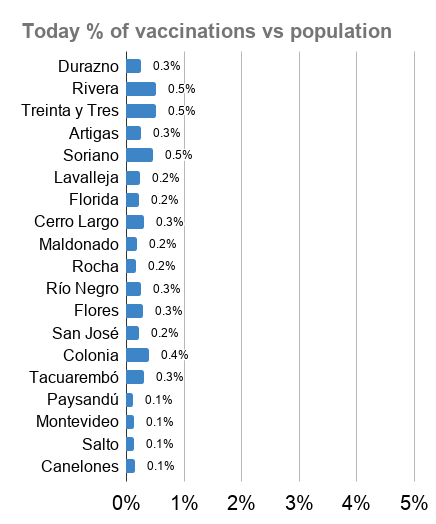 Today % of vaccinations vs population
Durazno 0.3%
Rivera 0.5%
Treinta y Tres 0.5%
Artigas 0.3%
Soriano 0.5%
Lavalleja 0.2%
Florida 0.2%
Cerro Largo 0.3%
Maldonado 0.2%
Rocha 0.2%
Río Negro 0.3%
Flores 0.3%
San José 0.2%
Colonia 0.4%
Tacuarembó 0.3%
Paysandú 0.1%
Montevideo 0.1%
Salto 0.1%
Canelones 0.1%
0% 1% 2% 3% 4% 5%